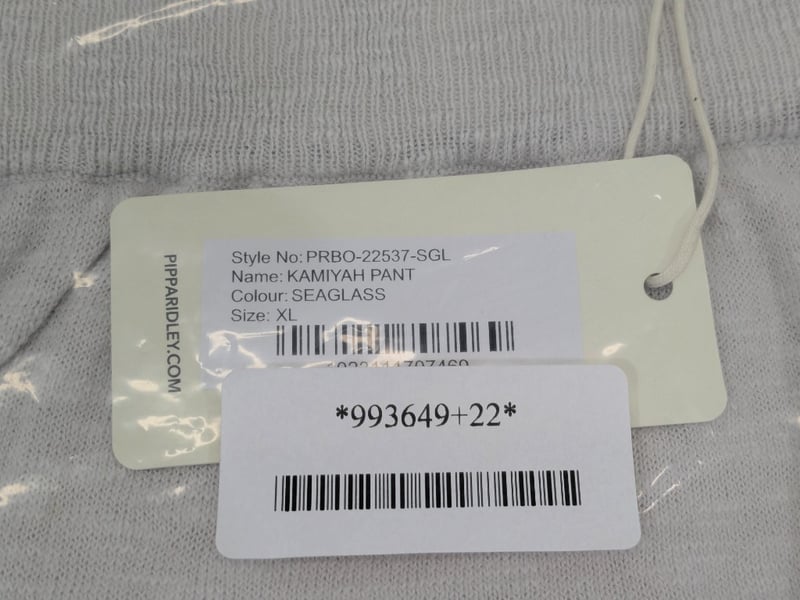 PIPPARIDLEY.COM
Style No: PRBO-22537-SGL
Name: KAMIYAH PANT
Colour: SEAGLASS
Size: XL
*993649+22*